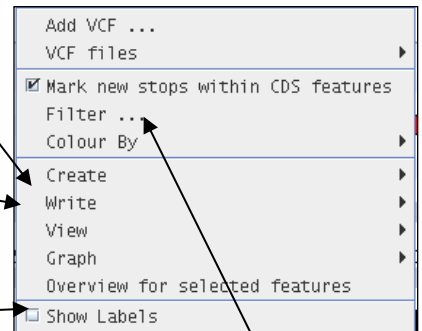 Add VCF ...
VCF files
Mark new stops within CDS features
Filter ...
Colour By
Create
Write
View
Graph
Overview for selected features
Show Labels